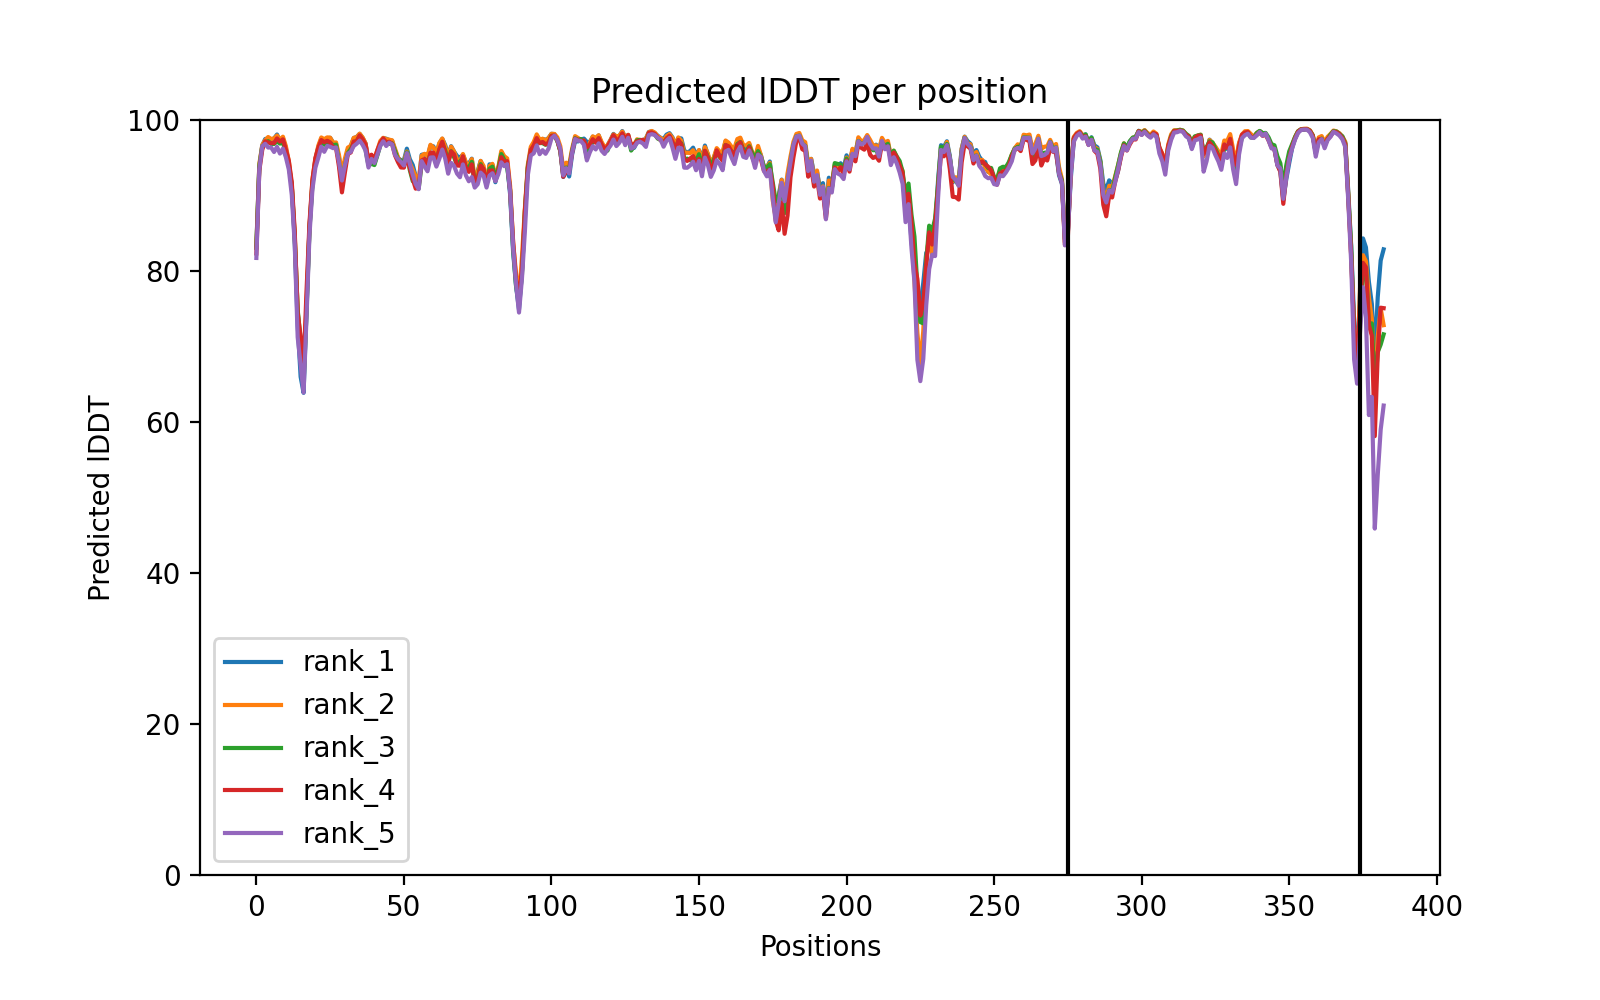 Predicted lDDT per position
100
80
60
40
20
0
Predicted lDDT
rank_1
rank_2
rank_3
rank_4
rank_5
0 50 100 150 200 250 300 350 400
Positions